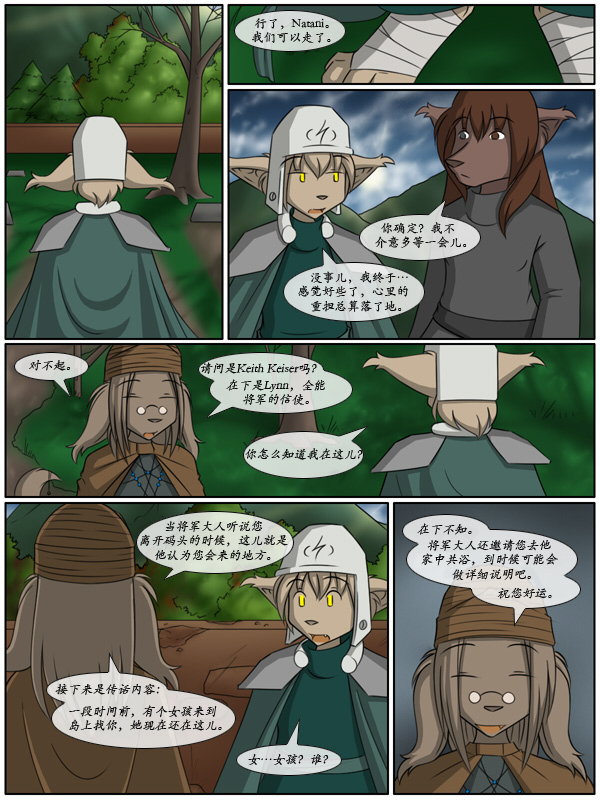 行了，Natani。
我们可以走了。
你确定？我不
介意多等一会儿。
没事儿，我终于…
感觉好些了，心里的
重担总算落了地。
对不起。
请问是Keith Keiser吗？
在下是Lynn，全能
将军的信使。
你怎么知道我在这儿？
当将军大人听说您
离开码头的时候，这儿就是
他认为您会来的地方。
接下来是传话内容：
一段时间前，有个女孩来到
岛上找你，她现在还在这儿。
女…女孩？谁？
在下不知。
将军大人还邀请您去他
家中共浴，到时候可能会
做详细说明吧。
祝您好运。